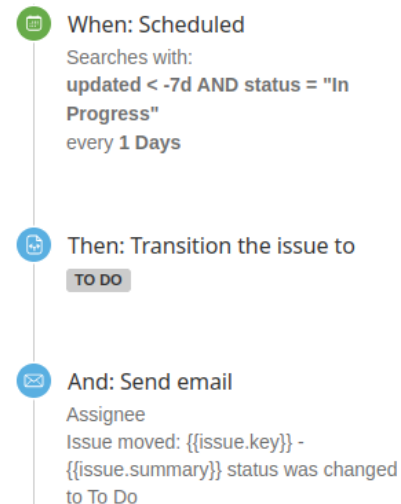 When: Scheduled
Searches with:
updated < -7d AND status = "In
Progress"
every 1 Days
Then: Transition the issue to
TO DO
And: Send email
Assignee
Issue moved: {{issue.key}} -
{{issue.summary}} status was changed
to To Do